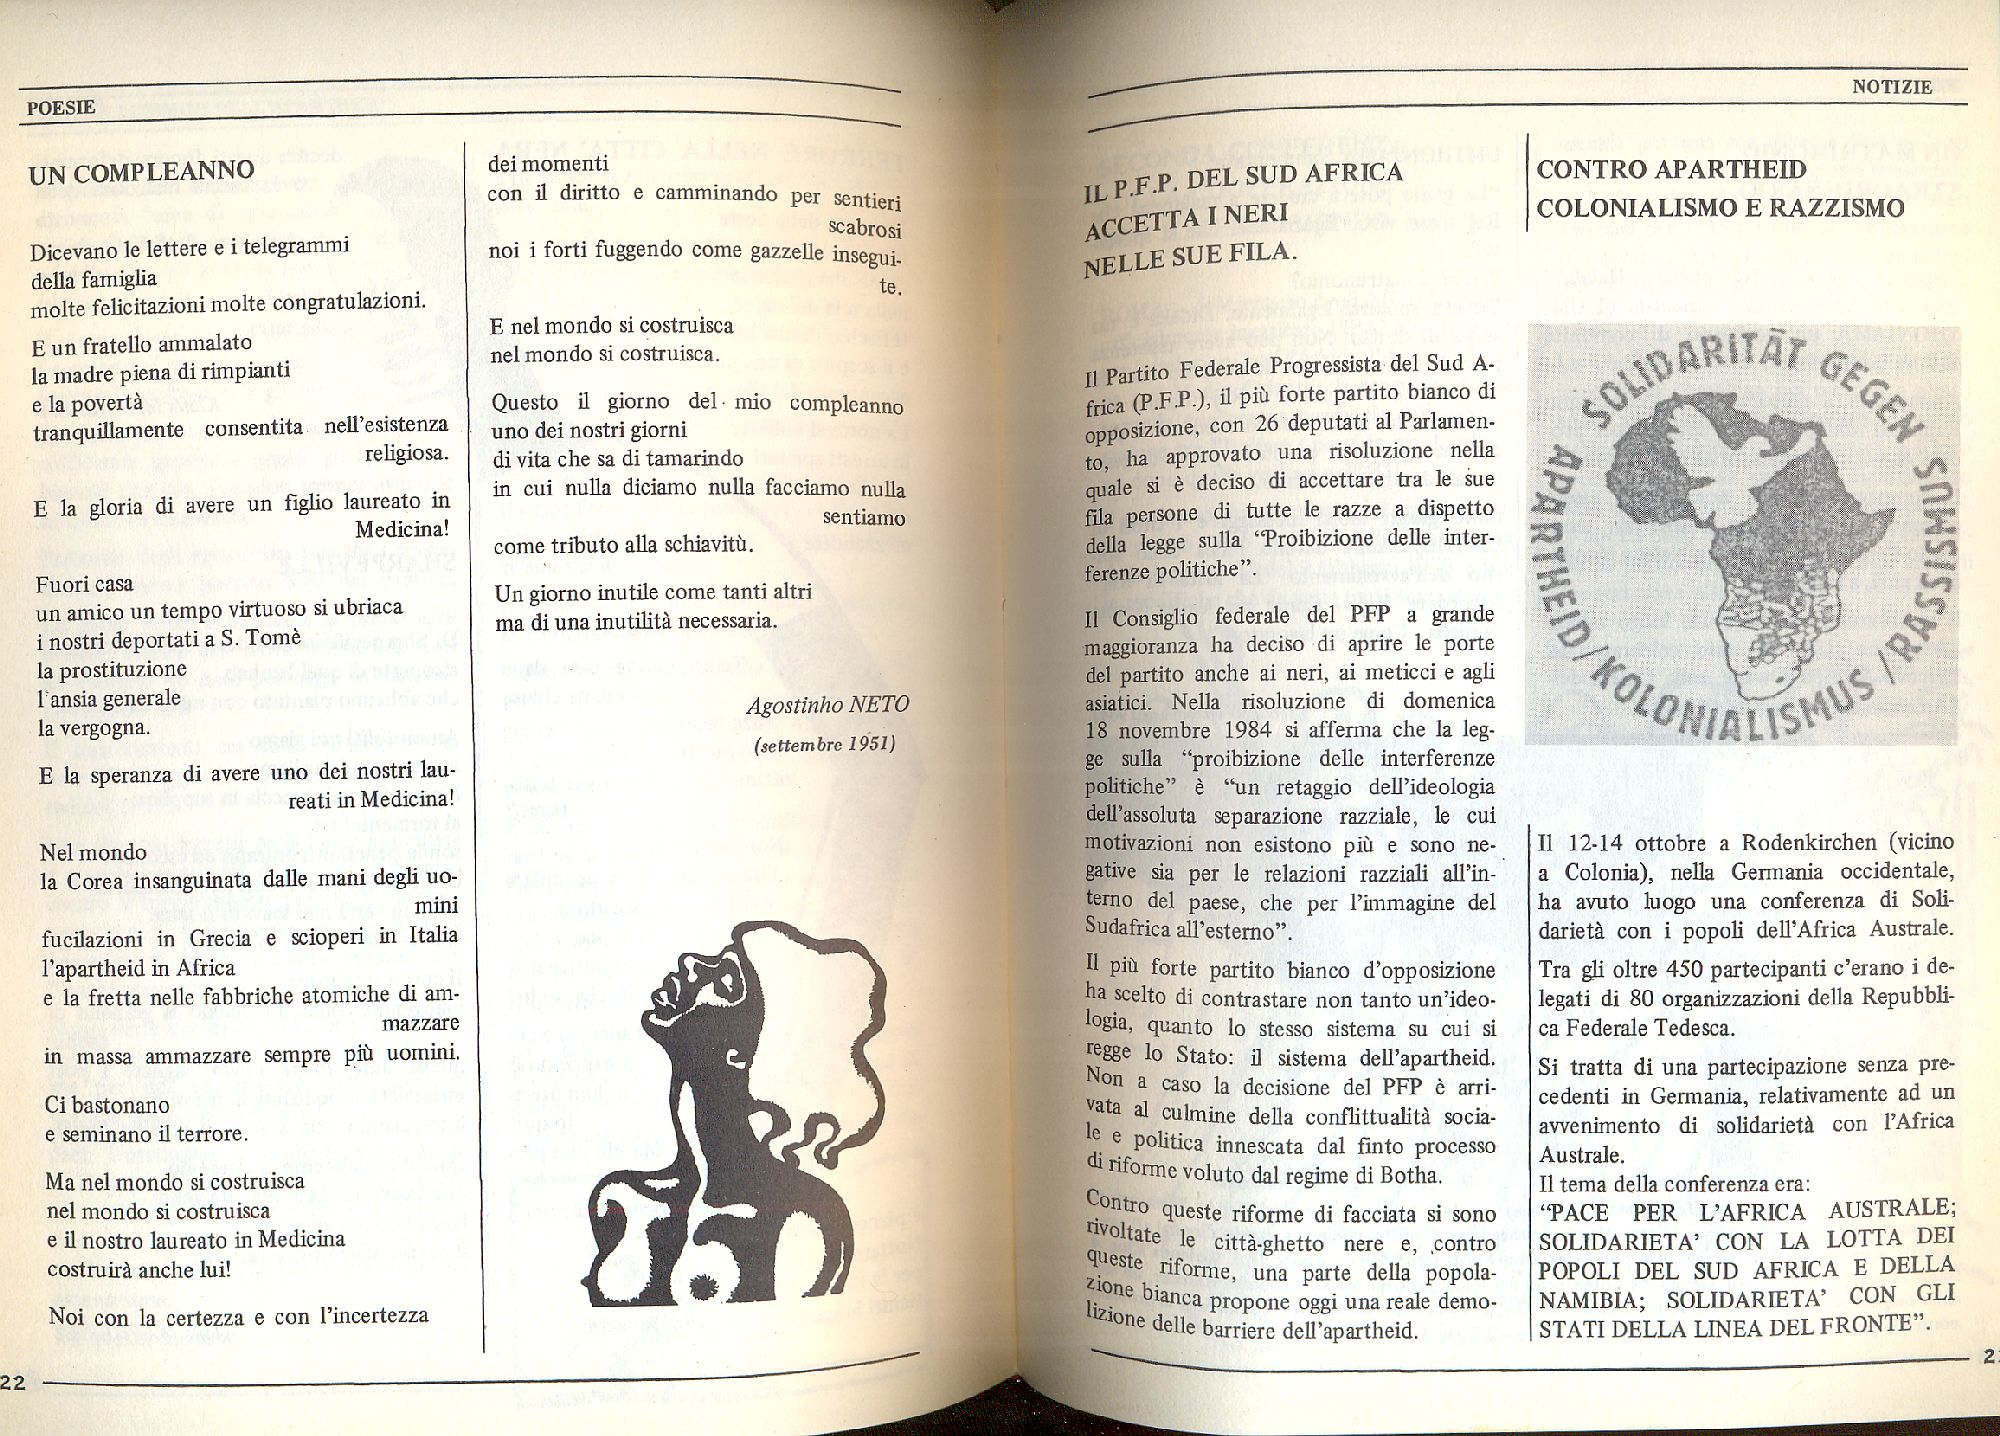 POESIE
UN COMPLEANNO
Dicevano le lettere e i telegrammi
della famiglia
molte felicitazioni molte congratulazioni.
E un fratello ammalato
la madre piena di rimpianti
e la povertà
tranquillamente consentita nell'esistenza
religiosa.
E la gloria di avere un figlio laureato in
Medicina!
Fuori casa
un amico un tempo virtuoso si ubriaca
i nostri deportati a S. Tomè
la prostituzione
l'ansia generale
la vergogna.
E la speranza di avere uno dei nostri lau-
reati in Medicina!
Nel mondo
la Corea insanguinata dalle mani degli uo-
mini
fucilazioni in Grecia e scioperi in Italia
l'apartheid in Africa
e la fretta nelle fabbriche atomiche di am-
mazzare
in massa ammazzare sempre più uomini.
Ci bastonano
e seminano il terrore.
Ma nel mondo si costruisca
nel mondo si costruisca
e il nostro laureato in Medicina
costruirà anche lui!
Noi con la certezza e con l'incertezza
dei momenti
con il diritto e camminando per sentieri
scabrosi
noi i forti fuggendo come gazzelle insegui-
te.
E nel mondo si costruisca
nel mondo si costruisca.
Questo il giorno del mio compleanno
uno dei nostri giorni
di vita che sa di tamarindo
in cui nulla diciamo nulla facciamo nulla
sentiamo
come tributo alla schiavitù.
Un giorno inutile come tanti altri
ma di una inutilità necessaria.
Agostinho NETO
(settembre 1951)
22
NOTIZIE
IL P.F.P. DEL SUD AFRICA
ACCETTA I NERI
NELLE SUE FILA.
Il Partito Federale Progressista del Sud A-
frica (P.F.P.), il più forte partito bianco di
opposizione, con 26 deputati al Parlamen-
to, ha approvato una risoluzione nella
quale si è deciso di accettare tra le sue
fila persone di tutte le razze a dispetto
della legge sulla "Proibizione delle inter-
ferenze politiche".
Il Consiglio federale del PFP a grande
maggioranza ha deciso di aprire le porte
del partito anche ai neri, ai meticci e agli
asiatici. Nella risoluzione di domenica
18 novembre 1984 si afferma che la leg-
ge sulla "proibizione delle interferenze
politiche" è "un retaggio dell'ideologia
dell'assoluta separazione razziale, le cui
motivazioni non esistono più e sono ne-
gative sia per le relazioni razziali all'in-
terno del paese, che per l'immagine del
Sudafrica all'esterno".
Il più forte partito bianco d'opposizione
ha scelto di contrastare non tanto un'ideo-
logia, quanto lo stesso sistema su cui si
regge lo Stato: il sistema dell'apartheid.
Non a caso la decisione del PFP è arri-
vata al culmine della conflittualità socia-
le e politica innescata dal finto processo
di riforme voluto dal regime di Botha.
Contro queste riforme di facciata si sono
rivoltate le città-ghetto nere e, contro
queste riforme, una parte della popola-
zione bianca propone oggi una reale demo-
lizione delle barriere dell'apartheid.
CONTRO APARTHEID
COLONIALISMO E RAZZISMO
SOLIDARITÄT GEGEN
APARTHEID/KOLONIALISMUS/RASSISMUS
Il 12-14 ottobre a Rodenkirchen (vicino
a Colonia), nella Germania occidentale,
ha avuto luogo una conferenza di Soli-
darietà con i popoli dell'Africa Australe.
Tra gli oltre 450 partecipanti c'erano i de-
legati di 80 organizzazioni della Repubbli-
ca Federale Tedesca.
Si tratta di una partecipazione senza pre-
cedenti in Germania, relativamente ad un
avvenimento di solidarietà con l'Africa
Australe.
Il tema della conferenza era:
"PACE PER L'AFRICA AUSTRALE;
SOLIDARIETA' CON LA LOTTA DEI
POPOLI DEL SUD AFRICA E DELLA
NAMIBIA; SOLIDARIETA' CON GLI
STATI DELLA LINEA DEL FRONTE".